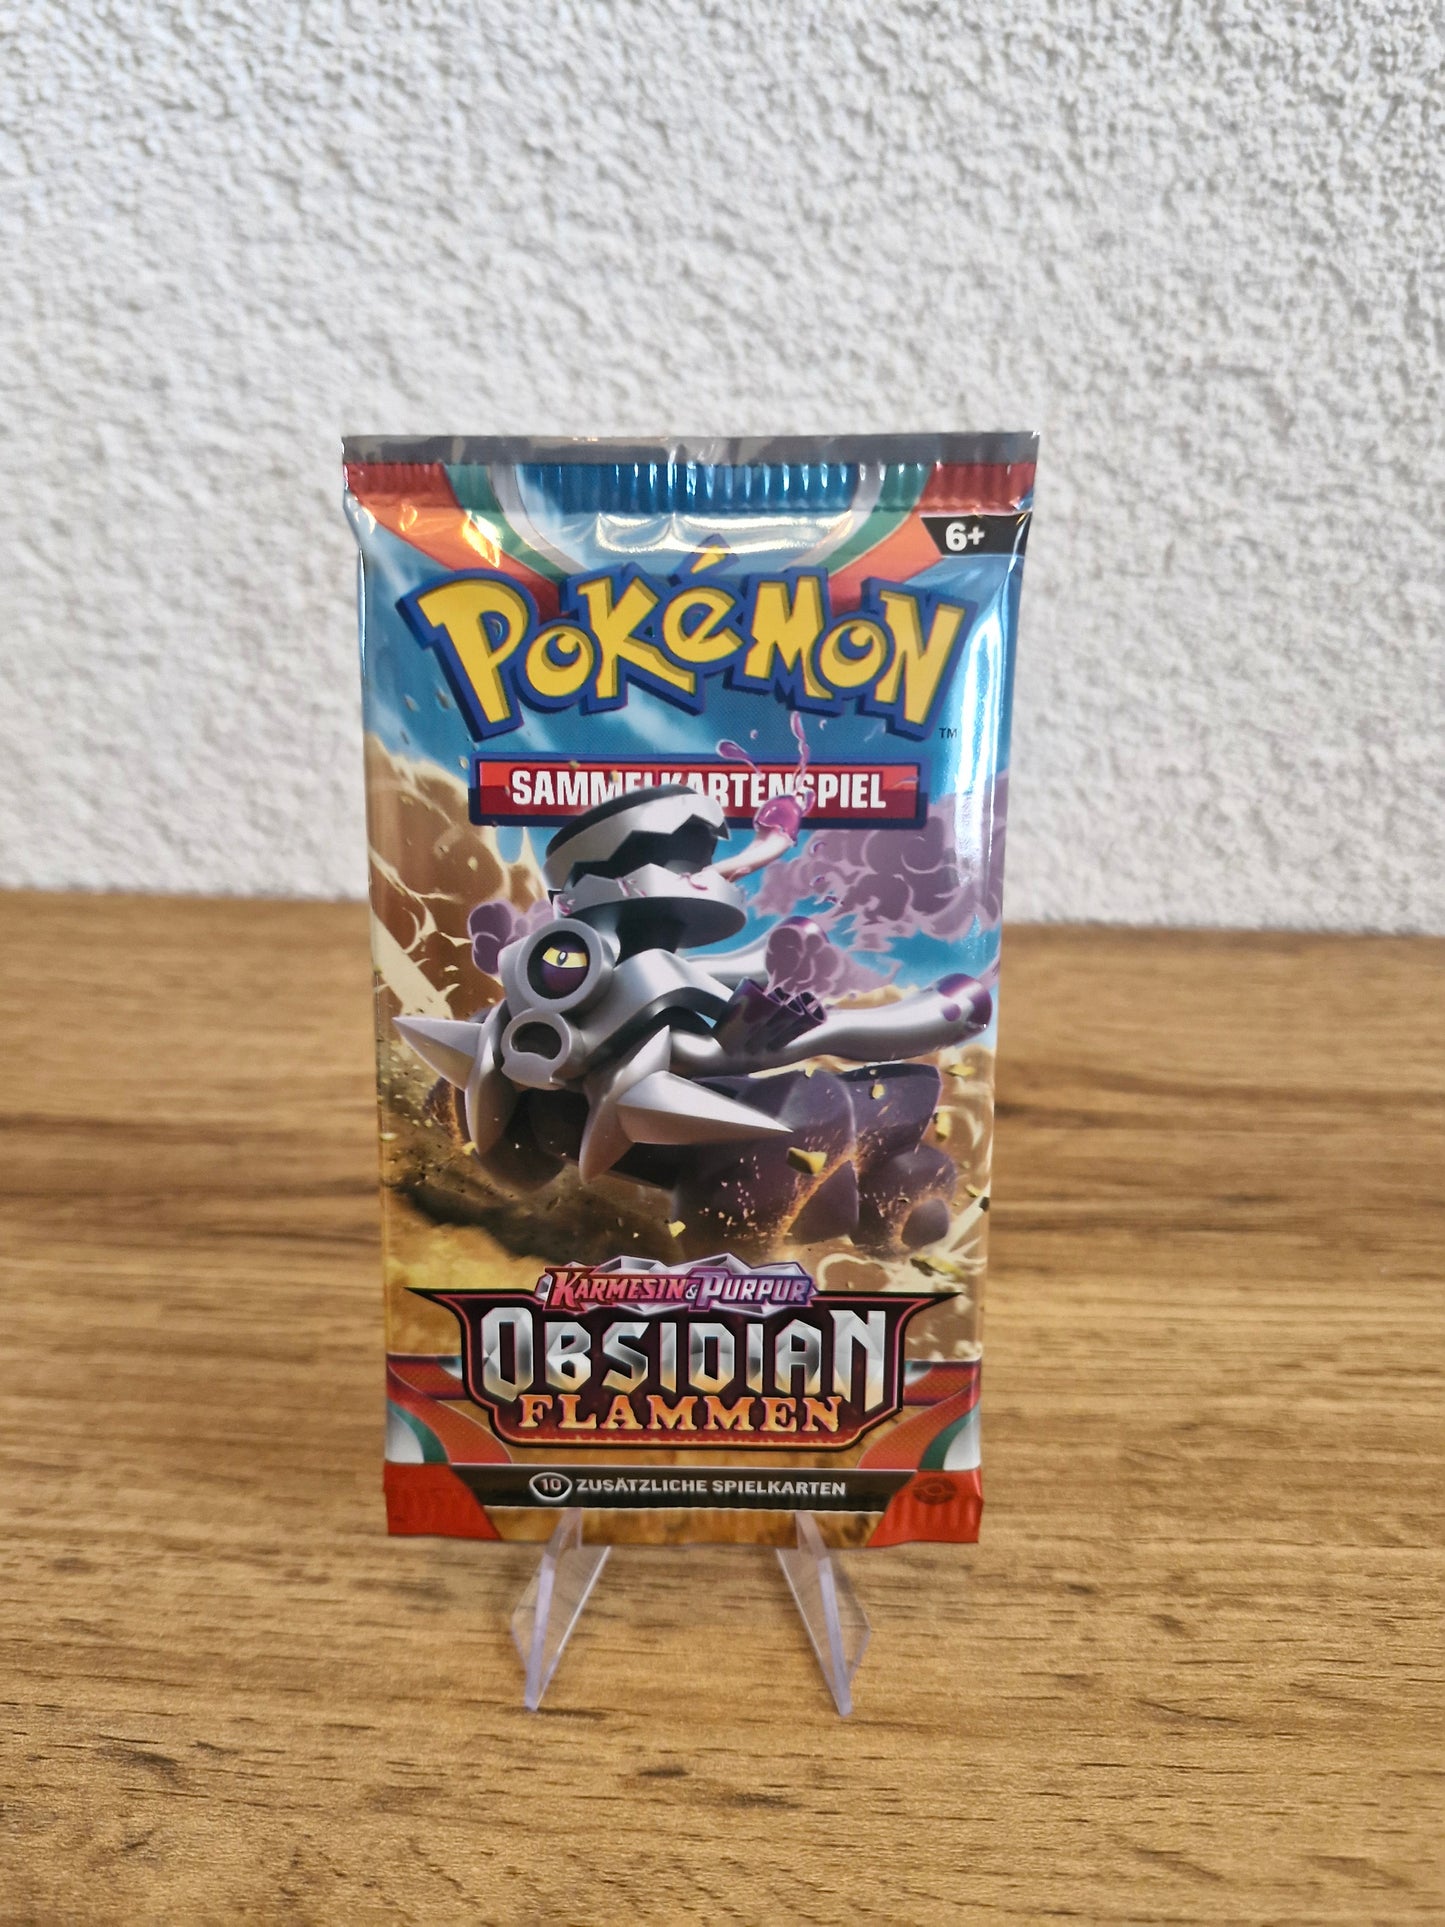 6+
POKÉMON
TM
SAMMELKARTENSPIEL
KARMESIN & PURPUR
OBSIDIAN
FLAMMEN
10 ZUSÄTZLICHE SPIELKARTEN